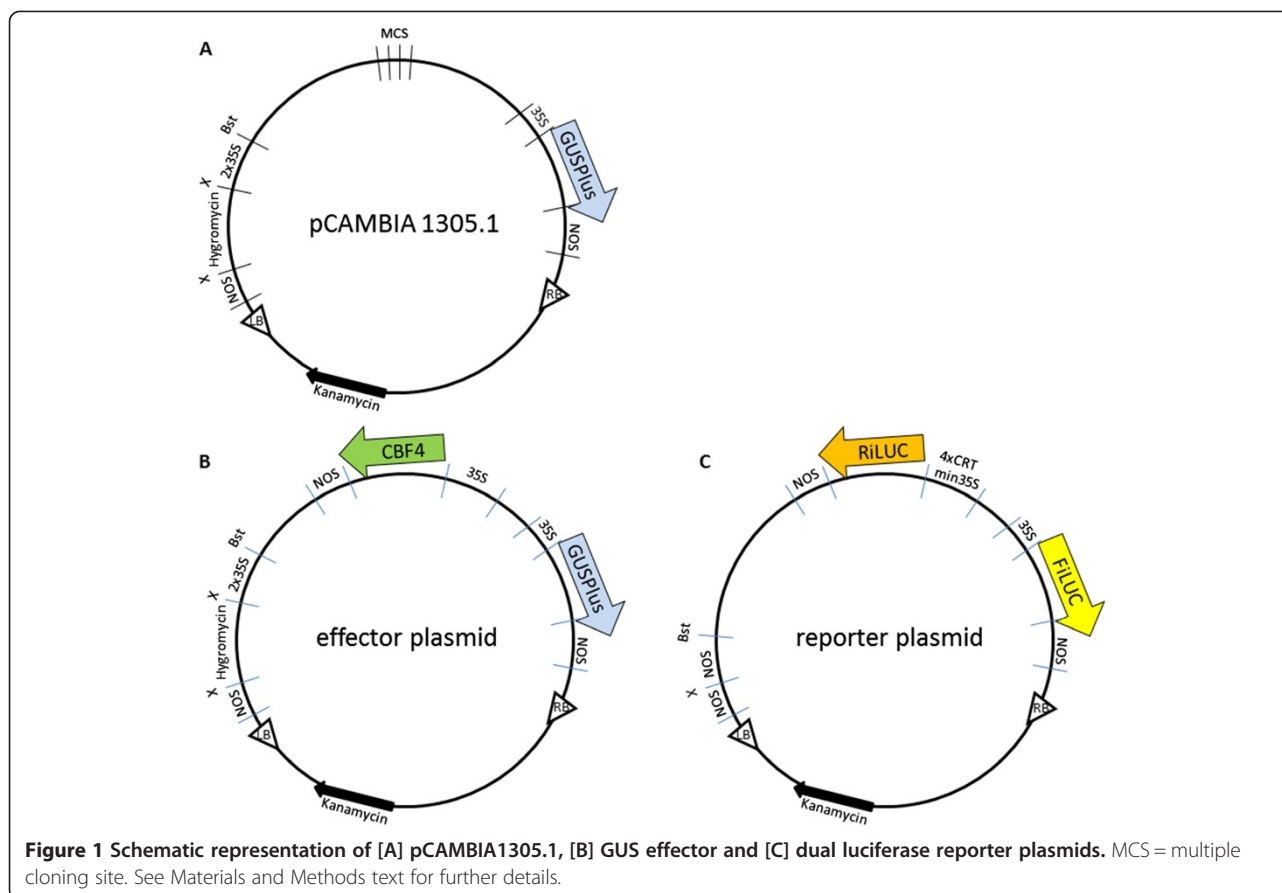 A
MCS
35S
GUSPlus
NOS
RB
Kanamycin
LB
NOS
X
Hygromycin
X
2x35S
Bst
pCAMBIA 1305.1
B
CBF4
35S
35S
GUSPlus
NOS
RB
Kanamycin
LB
NOS
X
Hygromycin
X
2x35S
Bst
NOS
effector plasmid
C
RiLUC
4xCRT
min35S
35S
FiLUC
NOS
RB
Kanamycin
LB
NOS
X
NOS
Bst
NOS
reporter plasmid
Figure 1 Schematic representation of [A] pCAMBIA1305.1, [B] GUS effector and [C] dual luciferase reporter plasmids. MCS = multiple
cloning site. See Materials and Methods text for further details.